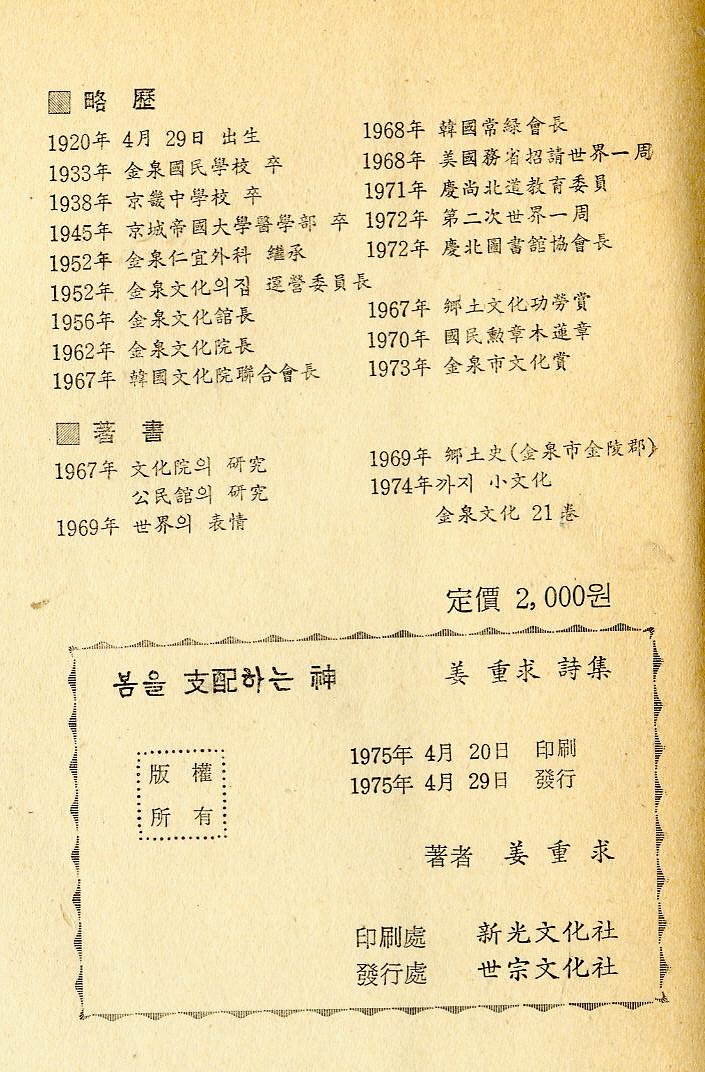 略 歷
1920年 4月 29日 出生
1933年 金泉國民學校 卒
1938年 京畿中學校 卒
1945年 京城帝國大學醫學部 卒
1952年 金泉仁宜外科 繼承
1952年 金泉文化의집 運營委員長
1956年 金泉文化館長
1962年 金泉文化院長
1967年 韓國文化院聯合會長
1968年 韓國常綠會長
1968年 美國務省招請世界一周
1971年 慶尚北道教育委員
1972年 第二次世界一周
1972年 慶北圖書館協會長
1967年 鄕土文化功勞賞
1970年 國民勳章木蓮章
1973年 金泉市文化賞
著 書
1967年 文化院의 研究
公民館의 研究
1969年 世界의 表情
1969年 鄕土史(金泉市金陵郡)
1974年까지 小文化
金泉文化 21巻
定價 2,000원
봄을 支配하는 神
姜 重求 詩集
版 權
所 有
1975年 4月 20日 印刷
1975年 4月 29日 發行
著者 姜 重 求
印刷處 新光文化社
發行處 世宗文化社